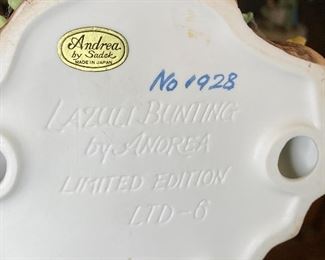 Andrea
by Sadek
MADE IN JAPAN
No 1928
LAZULI BUNTING
by ANDREA
LIMITED EDITION
LTD-6